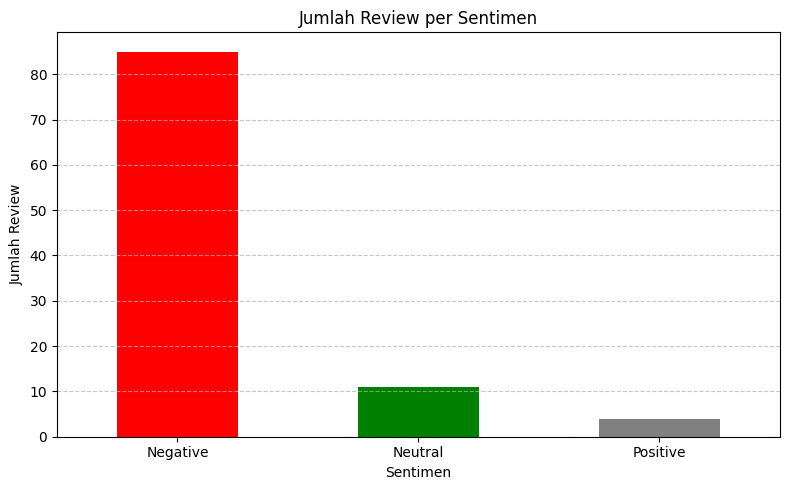 Jumlah Review per Sentimen
Jumlah Review
80
70
60
50
40
30
20
10
0
Negative
Neutral
Positive
Sentimen